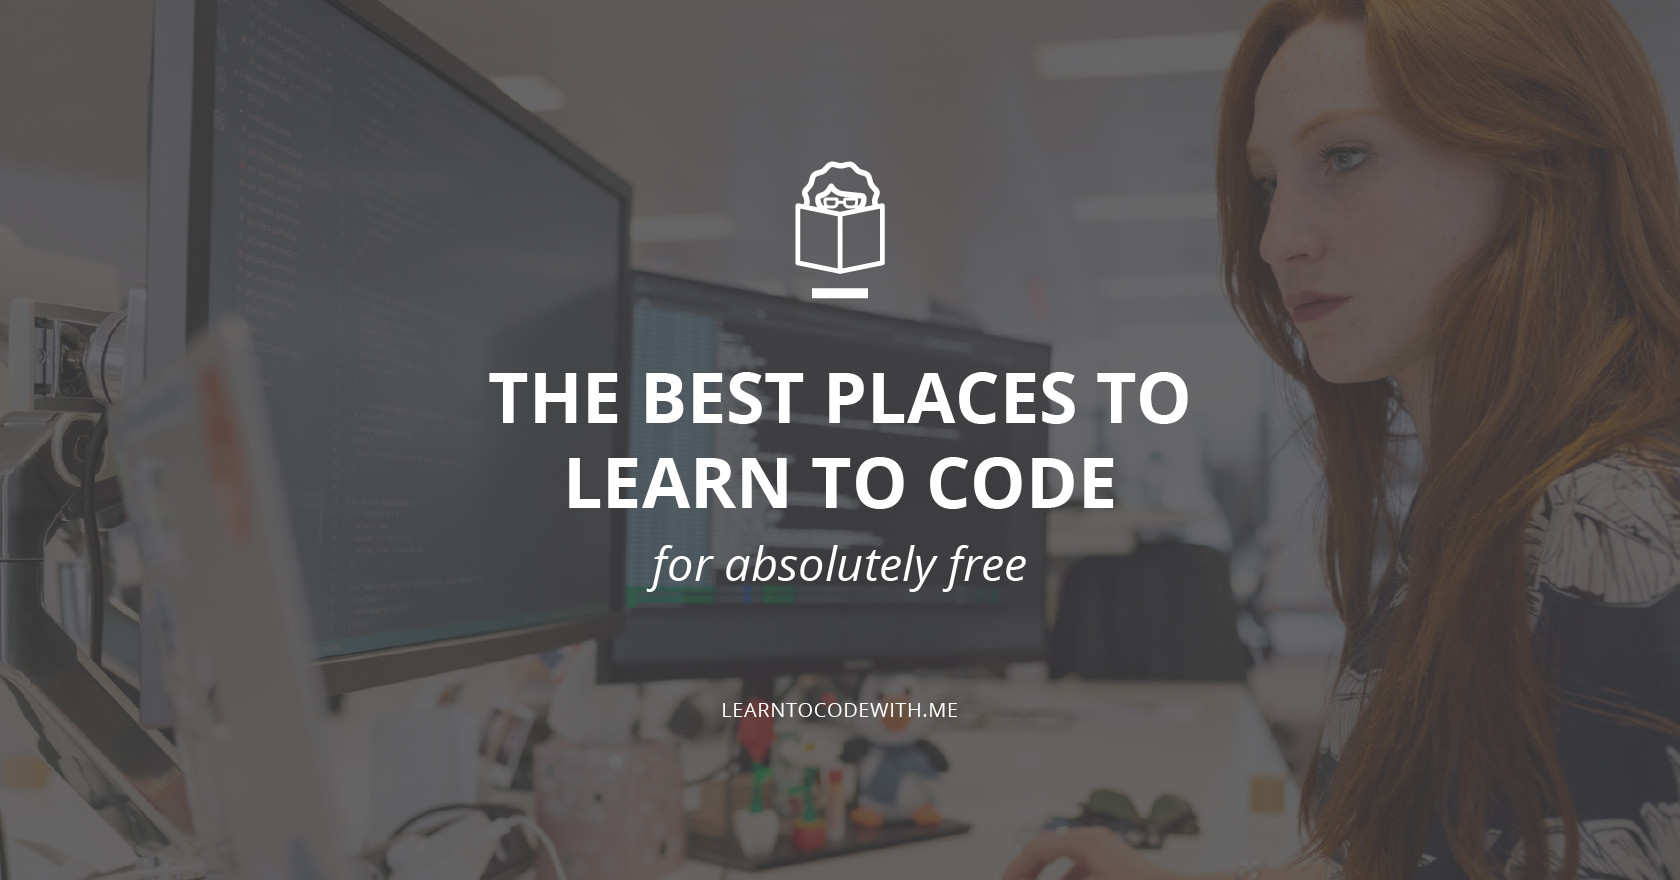 THE BEST PLACES TO
LEARN TO CODE
for absolutely free
LEARNTOCODEWITH.ME